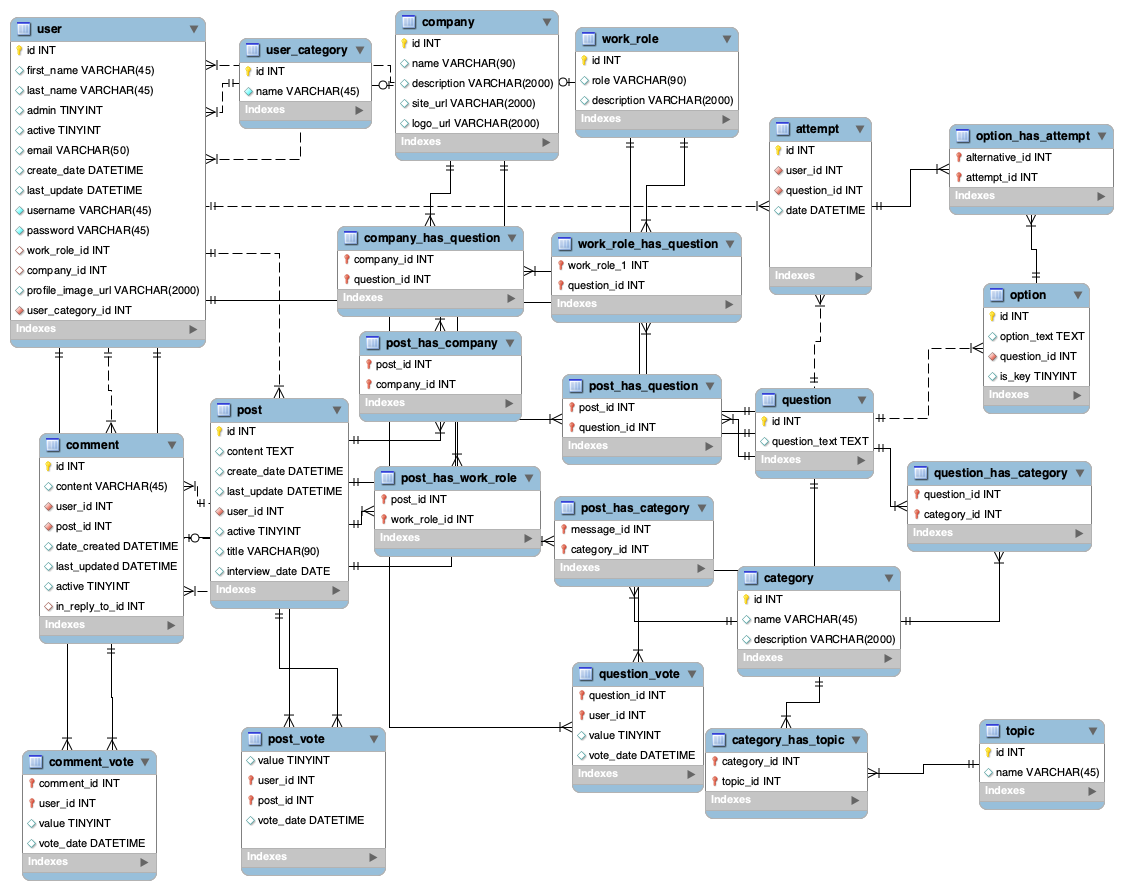 user
id INT
first_name VARCHAR(45)
last_name VARCHAR(45)
admin TINYINT
active TINYINT
email VARCHAR(50)
create_date DATETIME
last_update DATETIME
username VARCHAR(45)
password VARCHAR(45)
work_role_id INT
company_id INT
profile_image_url VARCHAR(2000)
user_category_id INT
Indexes
user_category
id INT
name VARCHAR(45)
Indexes
company
id INT
name VARCHAR(90)
description VARCHAR(2000)
site_url VARCHAR(2000)
logo_url VARCHAR(2000)
Indexes
work_role
id INT
role VARCHAR(90)
description VARCHAR(2000)
Indexes
attempt
id INT
user_id INT
question_id INT
date DATETIME
Indexes
option_has_attempt
alternative_id INT
attempt_id INT
Indexes
company_has_question
company_id INT
question_id INT
Indexes
work_role_has_question
work_role_1 INT
question_id INT
Indexes
option
id INT
option_text TEXT
question_id INT
is_key TINYINT
Indexes
post_has_company
post_id INT
company_id INT
Indexes
post_has_question
post_id INT
question_id INT
Indexes
question
id INT
question_text TEXT
Indexes
comment
id INT
content VARCHAR(45)
user_id INT
post_id INT
date_created DATETIME
last_updated DATETIME
active TINYINT
in_reply_to_id INT
Indexes
post
id INT
content TEXT
create_date DATETIME
last_update DATETIME
user_id INT
active TINYINT
title VARCHAR(90)
interview_date DATE
Indexes
post_has_work_role
post_id INT
work_role_id INT
Indexes
post_has_category
message_id INT
category_id INT
Indexes
question_has_category
question_id INT
category_id INT
Indexes
category
id INT
name VARCHAR(45)
description VARCHAR(2000)
Indexes
comment_vote
comment_id INT
user_id INT
value TINYINT
vote_date DATETIME
Indexes
post_vote
value TINYINT
user_id INT
post_id INT
vote_date DATETIME
Indexes
question_vote
question_id INT
user_id INT
value TINYINT
vote_date DATETIME
Indexes
category_has_topic
category_id INT
topic_id INT
Indexes
topic
id INT
name VARCHAR(45)
Indexes